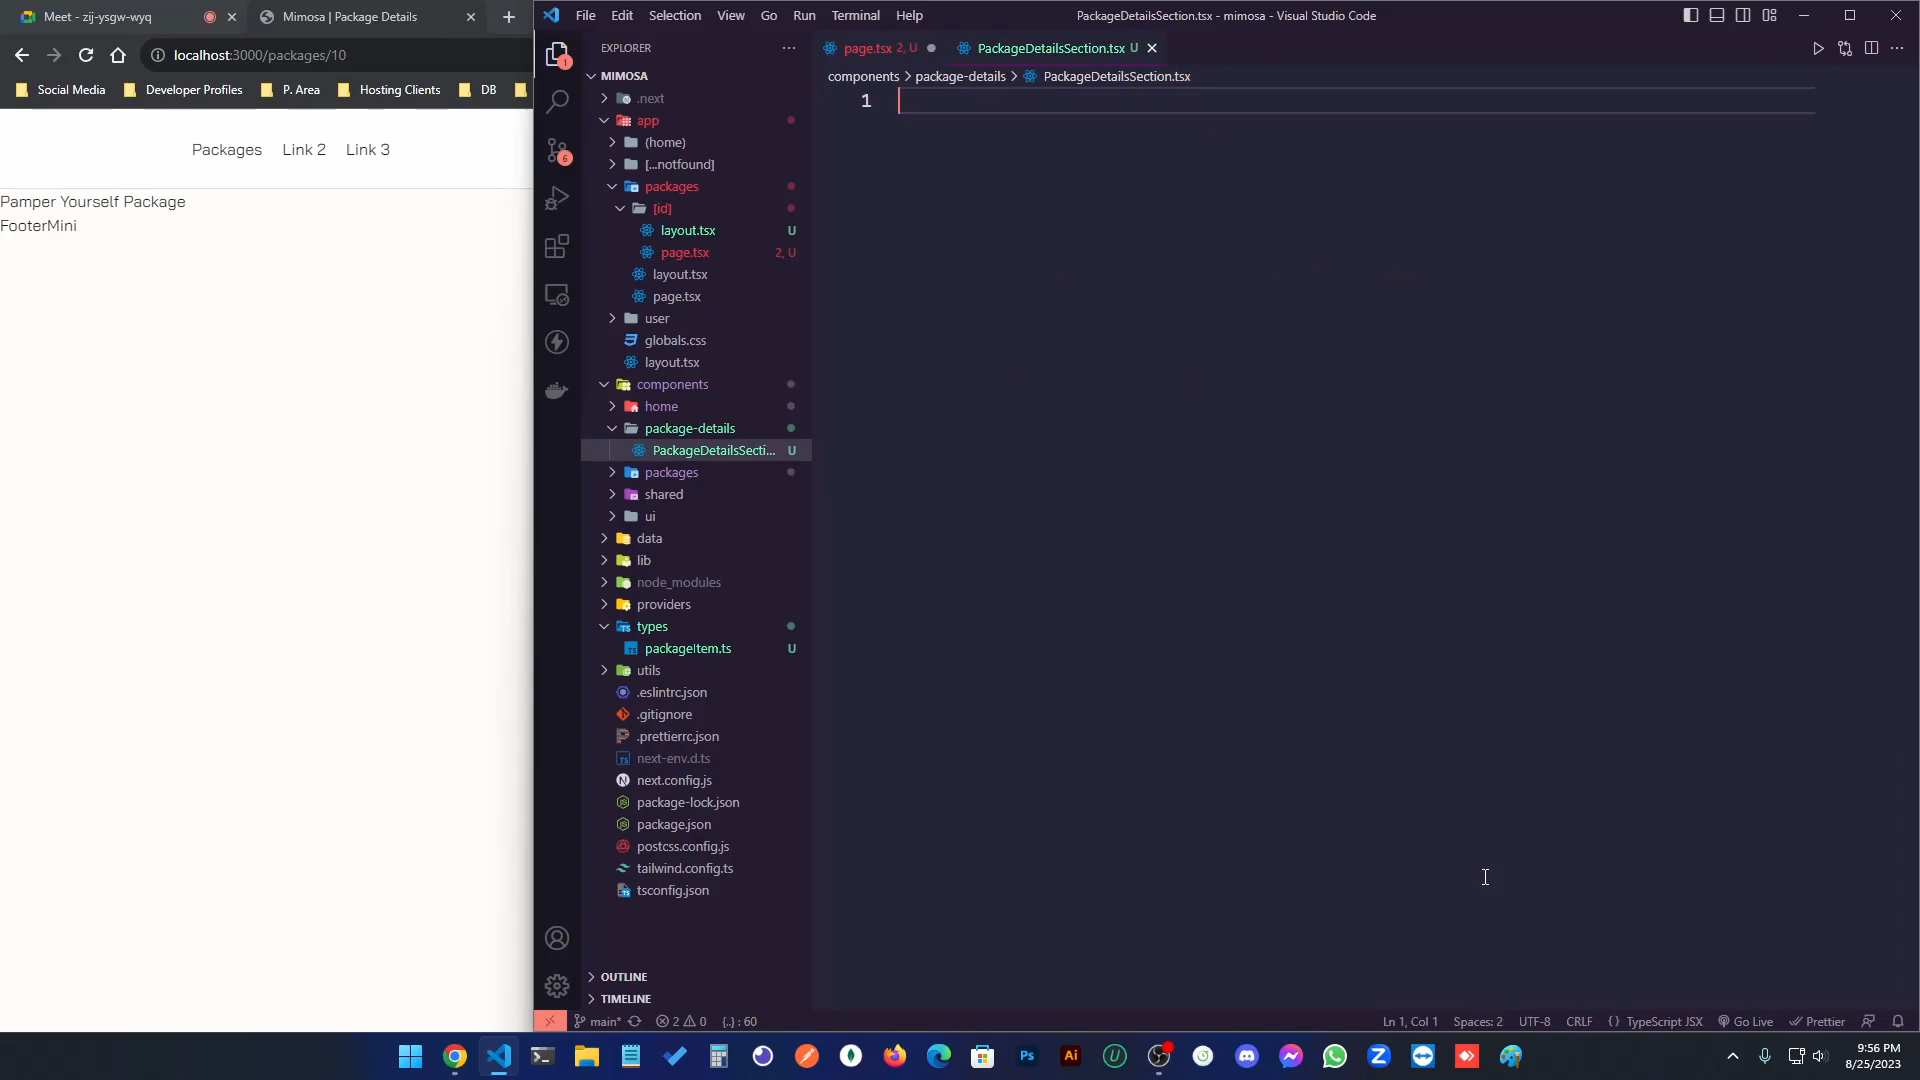 Meet - zij-ysgw-wyq
Mimosa | Package Details
localhost:3000/packages/10
Social Media
Developer Profiles
P. Area
Hosting Clients
DB
Packages
Link 2
Link 3
Pamper Yourself Package
FooterMini
File
Edit
Selection
View
Go
Run
Terminal
Help
PackageDetailsSection.tsx - mimosa - Visual Studio Code
EXPLORER
page.tsx 2, U
PackageDetailsSection.tsx U
components > package-details > PackageDetailsSection.tsx
1
1
6
MIMOSA
.next
app
(home)
[...notfound]
packages
[id]
layout.tsx U
page.tsx 2, U
layout.tsx
page.tsx
user
globals.css
layout.tsx
components
home
package-details
PackageDetailsSecti... U
packages
shared
ui
data
lib
node_modules
providers
types
packageItem.ts U
utils
.eslintrc.json
.gitignore
.prettierrc.json
next-env.d.ts
next.config.js
package-lock.json
package.json
postcss.config.js
tailwind.config.ts
tsconfig.json
OUTLINE
TIMELINE
main*
2
0
{..} : 60
Ln 1, Col 1
Spaces: 2
UTF-8
CRLF
{ } TypeScript JSX
Go Live
Prettier
Ps
Ai
9:56 PM
8/25/2023